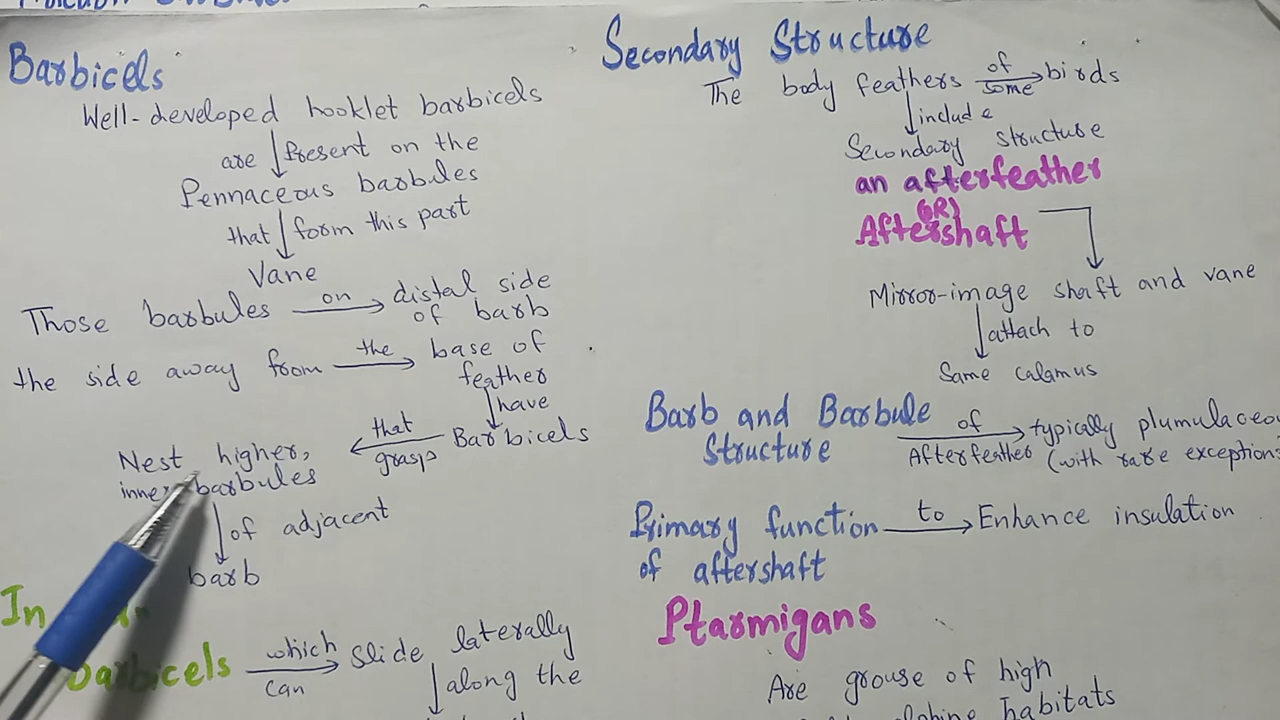 Barbicels
Well-developed hooklet barbicels
are present on the
Pennaceous barbules
that form this part
Vane
Those barbules on distal side
of barb
the side away from the base of
feather
have
Barbicels
that
grasp
Nest higher,
barbules
of adjacent
barb
In
barbicels which can slide laterally
along the
Secondary Structure
The body feathers of some birds
include
Secondary structure
an afterfeather
(OR)
Aftershaft
Mirror-image shaft and vane
attach to
Same calamus
Barb and Barbule
Structure
of
Afterfeather
typically
(with rare
Primary function to Enhance insulation
of aftershaft
Ptarmigans
Are grouse of high
habitats